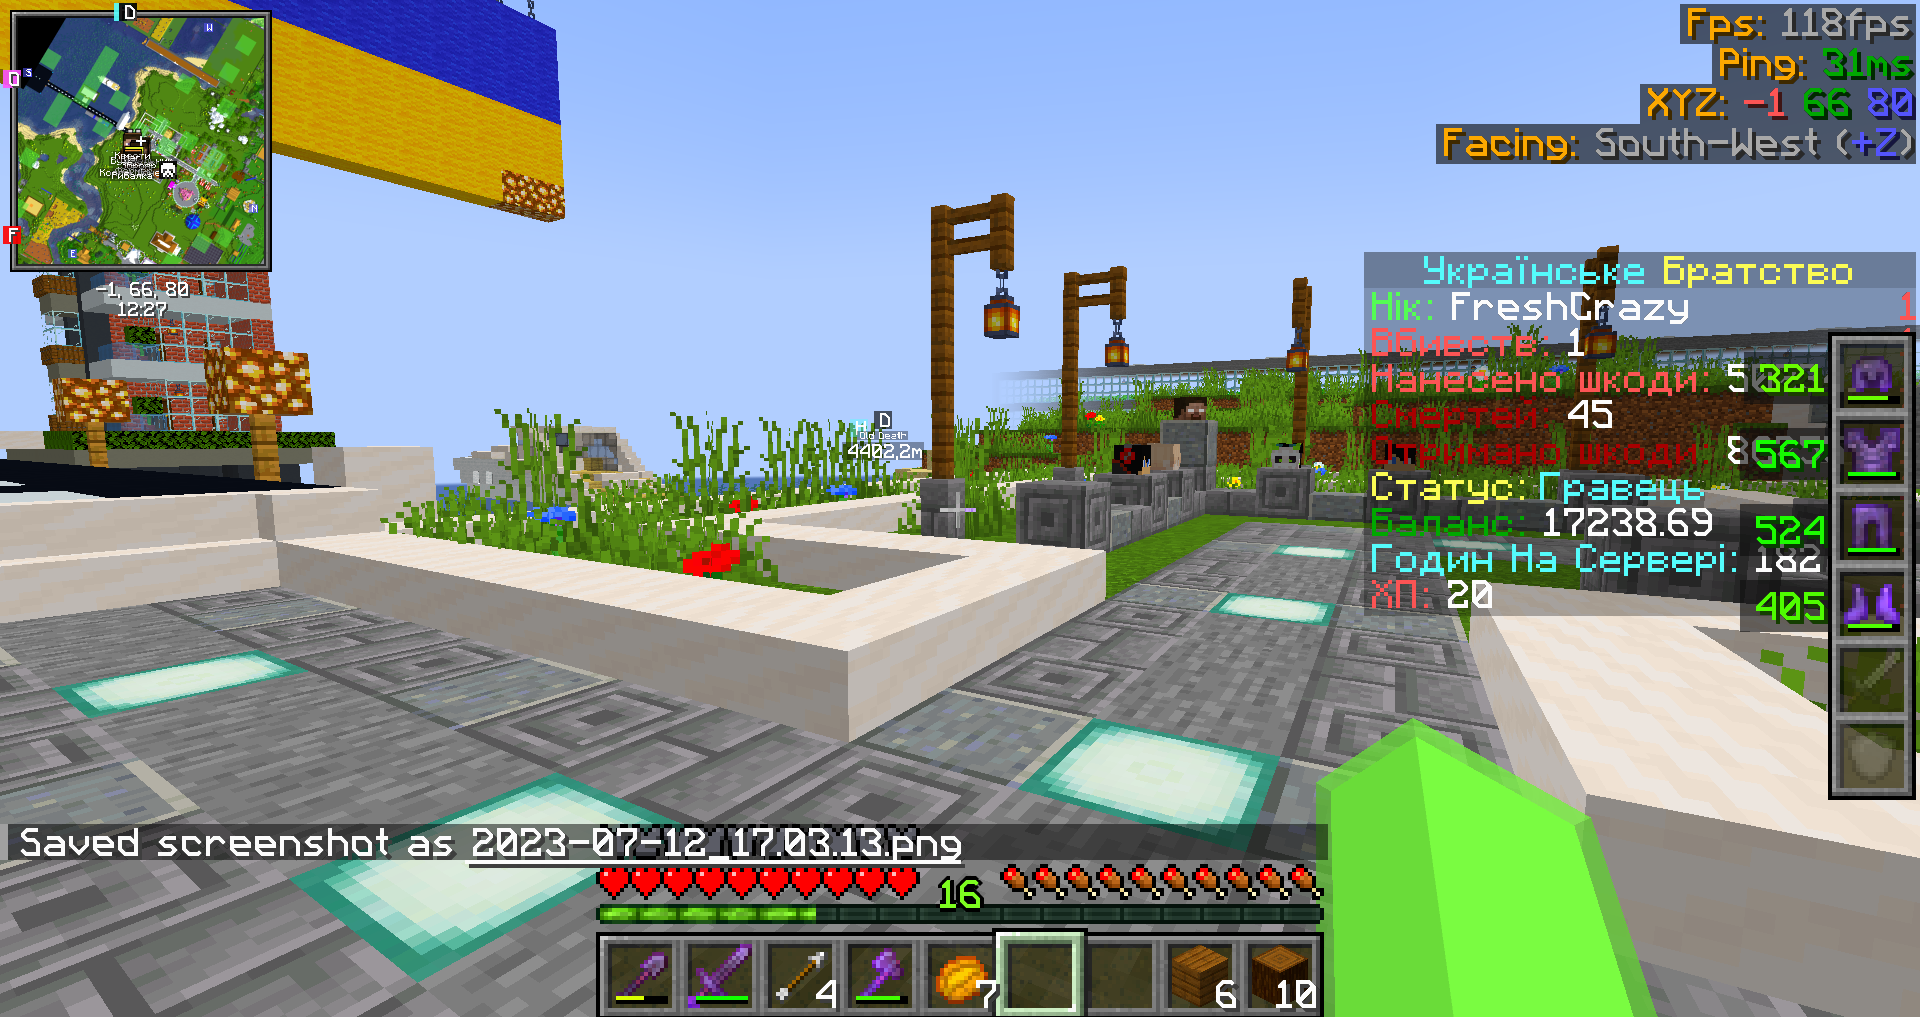 D
W
D S
F
N
E
Рибалка
-1, 66, 80
12:27
Fps: 118fps
Ping: 31ms
XYZ: -1 66 80
Facing: South-West (+Z)
Українське Братство
Нік: FreshCrazy 1
Вбивств: 1
Нанесено шкоди: 5
321
Смертей: 45
Отримано шкоди: 8
567
Статус: Гравець
Баланс: 17238.69
524
Годин На Сервері: 182
ХП: 20
405
H D
Old Death
4402,2m
Saved screenshot as 2023-07-12_17.03.13.png
16
4
7
6
10